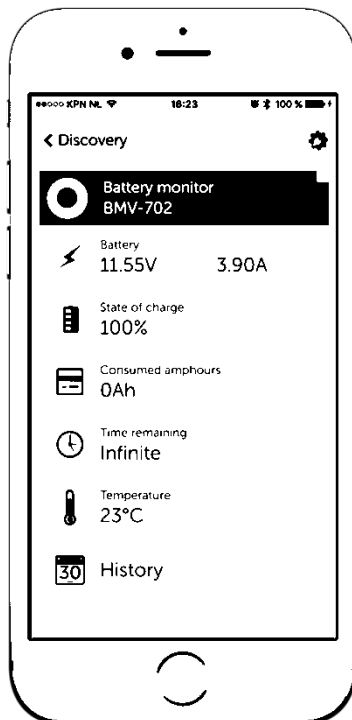 KPN NL 16:23 100 %
Discovery
Battery monitor
BMV-702
Battery
11.55V 3.90A
State of charge
100%
Consumed amphours
0Ah
Time remaining
Infinite
Temperature
23°C
30 History